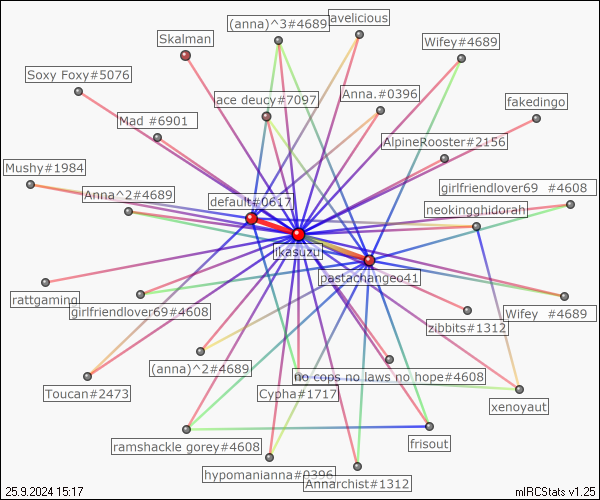 (anna)^3#4689
avelicious
Skalman
Wifey#4689
Soxy Foxy#5076
ace deucy#7097
Anna.#0396
fakedingo
Mad #6901
AlpineRooster#2156
Mushy#1984
Anna^2#4689
girlfriendlover69 #4608
default#0617
neokingghidorah
Ikasuzu
pastachangeo41
rattgaming
girlfriendlover69#4608
Wifey #4689
zibbits#1312
(anna)^2#4689
no cops no laws no hope#4608
Toucan#2473
Cypha#1717
xenoyaut
ramshackle gorey#4608
frisout
hypomanianna#0396
Annarchist#1312
25.9.2024 15:17
mIRCStats v1.25